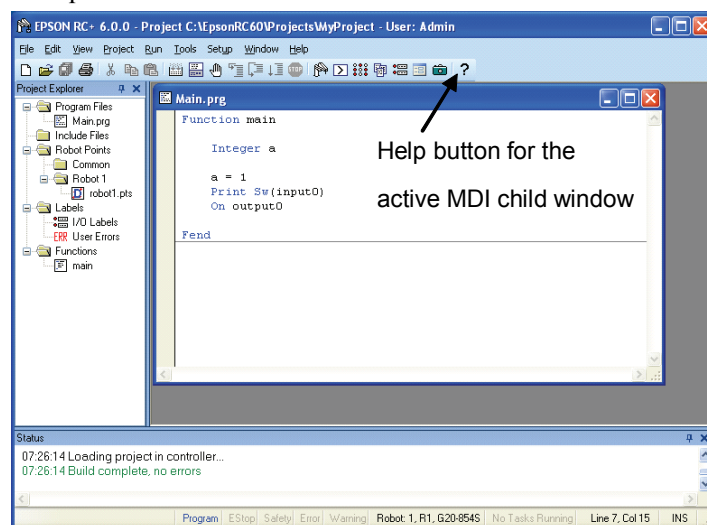 EPSON RC+ 6.0.0 - Project C:\EpsonRC60\Projects\MyProject - User: Admin
File Edit View Project Run Tools Setup Window Help
Project Explorer
Program Files
Main.prg
Include Files
Robot Points
Common
Robot 1
robot1.pts
Labels
I/O Labels
ERR User Errors
Functions
main
Main.prg
Function main
Integer a
a = 1
Print Sw(input0)
On output0
Fend
Help button for the
active MDI child window
Status
07:26:14 Loading project in controller...
07:26:14 Build complete, no errors
Program EStop Safety Error Warning Robot: 1, R1, G20-854S No Tasks Running Line 7, Col 15 INS